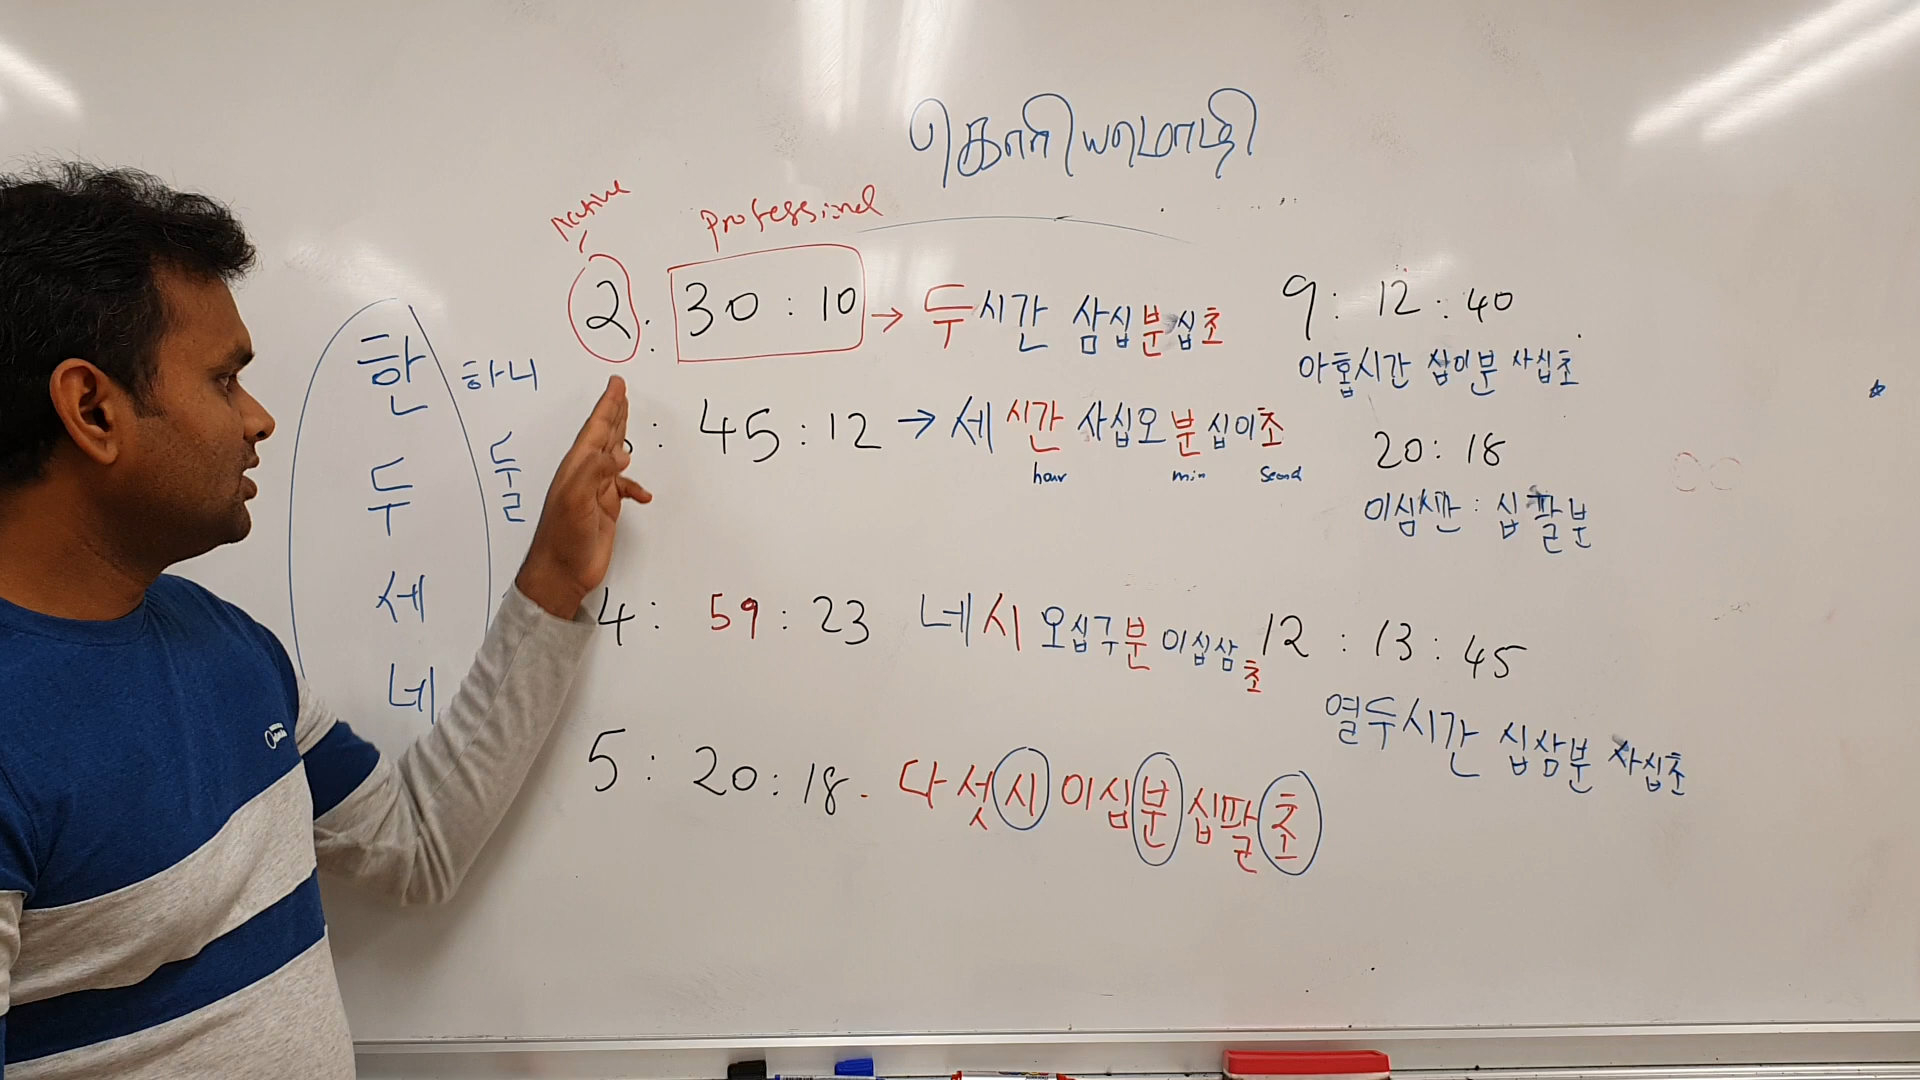 கொரியமொழி
Native
Professional
2 : 30 : 10 → 두시간 삼십분십초
: 45 : 12 → 세 시간 사십오분십이초
hour min Second
4 : 59 : 23 네시 오십구분 이십삼초
5 : 20 : 18. 다섯시 이십분 십팔초
9 : 12 : 40
아홉시간 십이분 사십초
20 : 18
이심시간 : 십팔분
12 : 13 : 45
열두시간 십삼분 사십초
한 하니
두 둘
세
네